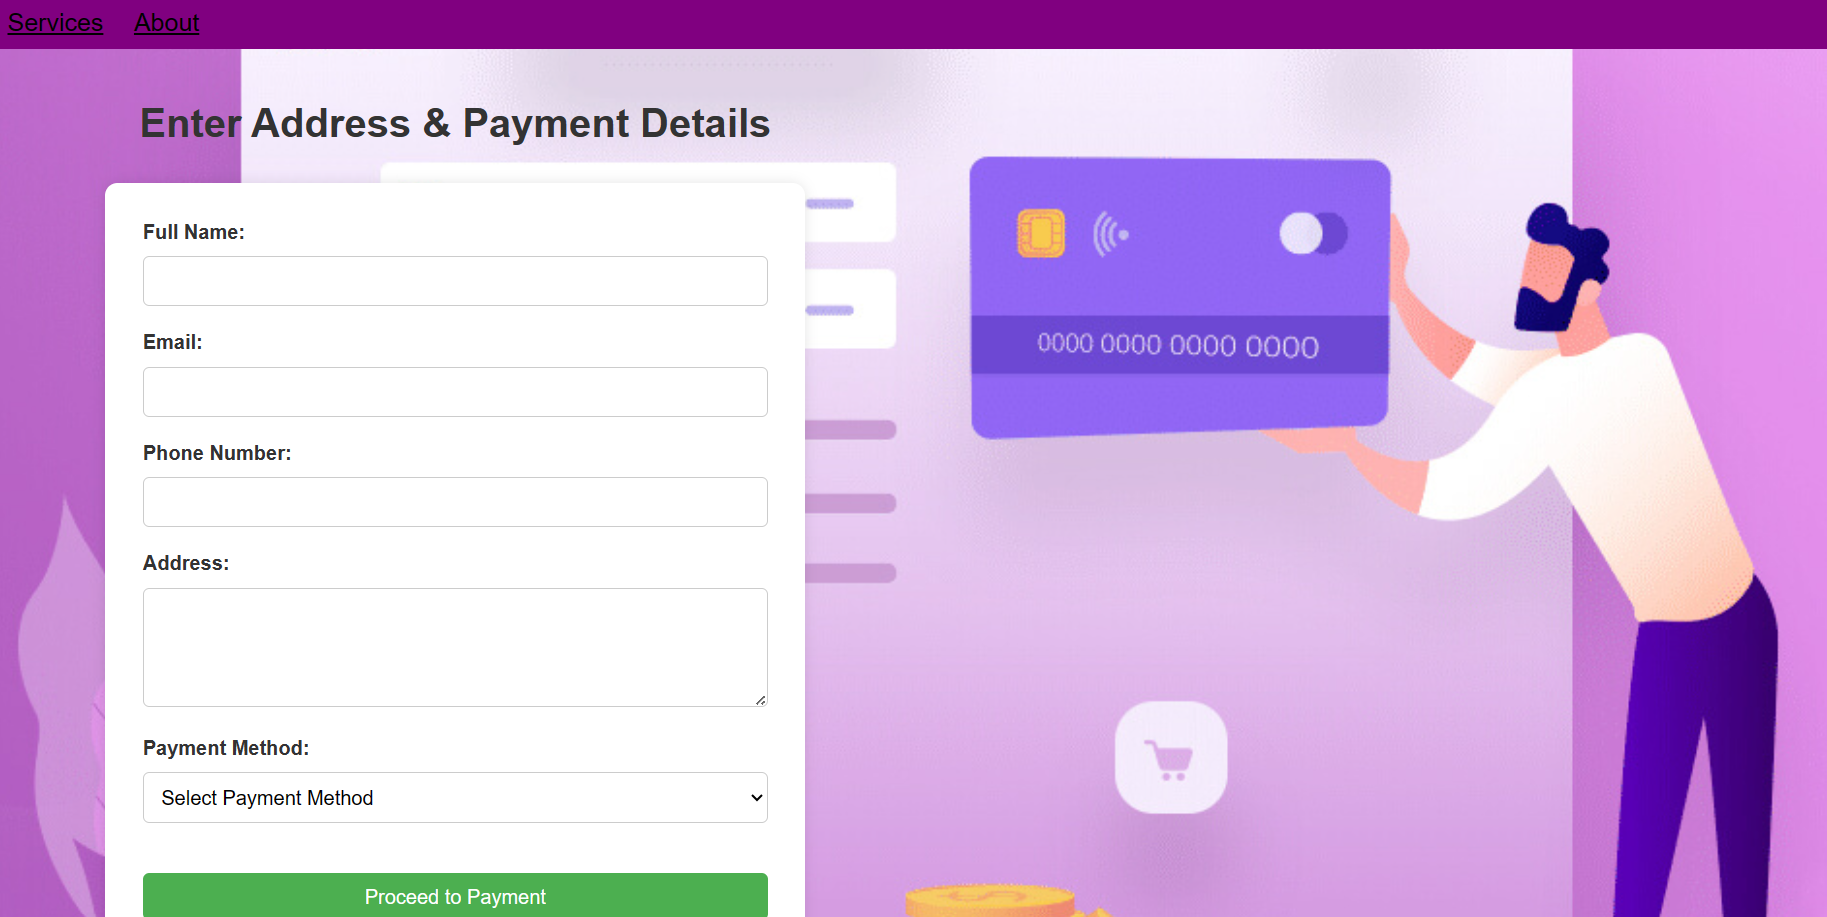 Services About
Enter Address & Payment Details
Full Name:
0000 0000 0000 0000
Email:
Phone Number:
Address:
Payment Method:
Select Payment Method
Proceed to Payment